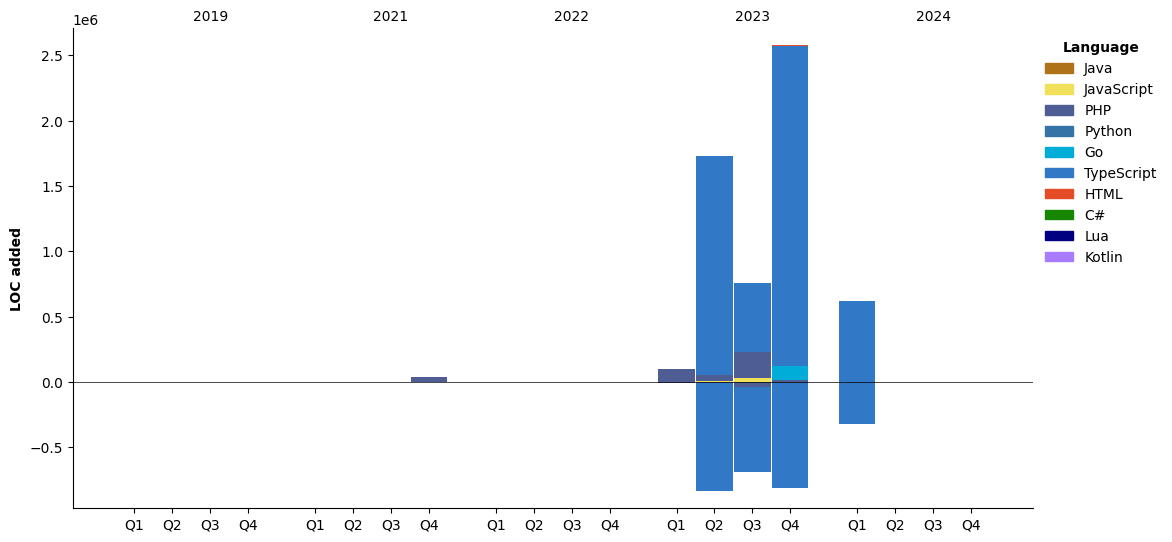 1e6
2019 2021 2022 2023 2024
2.5
2.0
1.5
1.0
0.5
0.0
−0.5
LOC added
Q1 Q2 Q3 Q4 Q1 Q2 Q3 Q4 Q1 Q2 Q3 Q4 Q1 Q2 Q3 Q4 Q1 Q2 Q3 Q4
Language
Java
JavaScript
PHP
Python
Go
TypeScript
HTML
C#
Lua
Kotlin